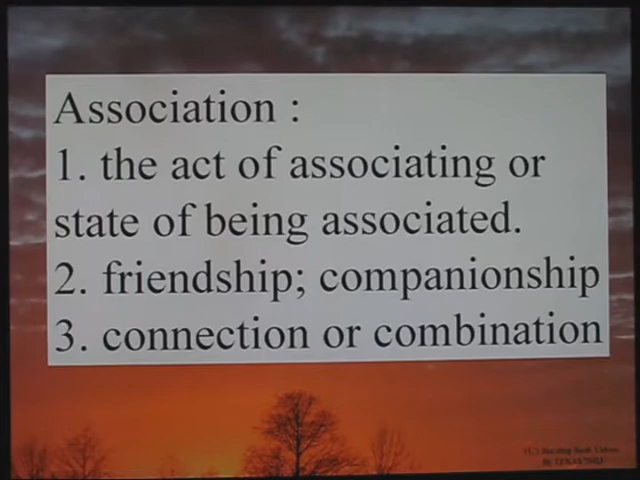 Association :
1. the act of associating or
state of being associated.
2. friendship; companionship
3. connection or combination